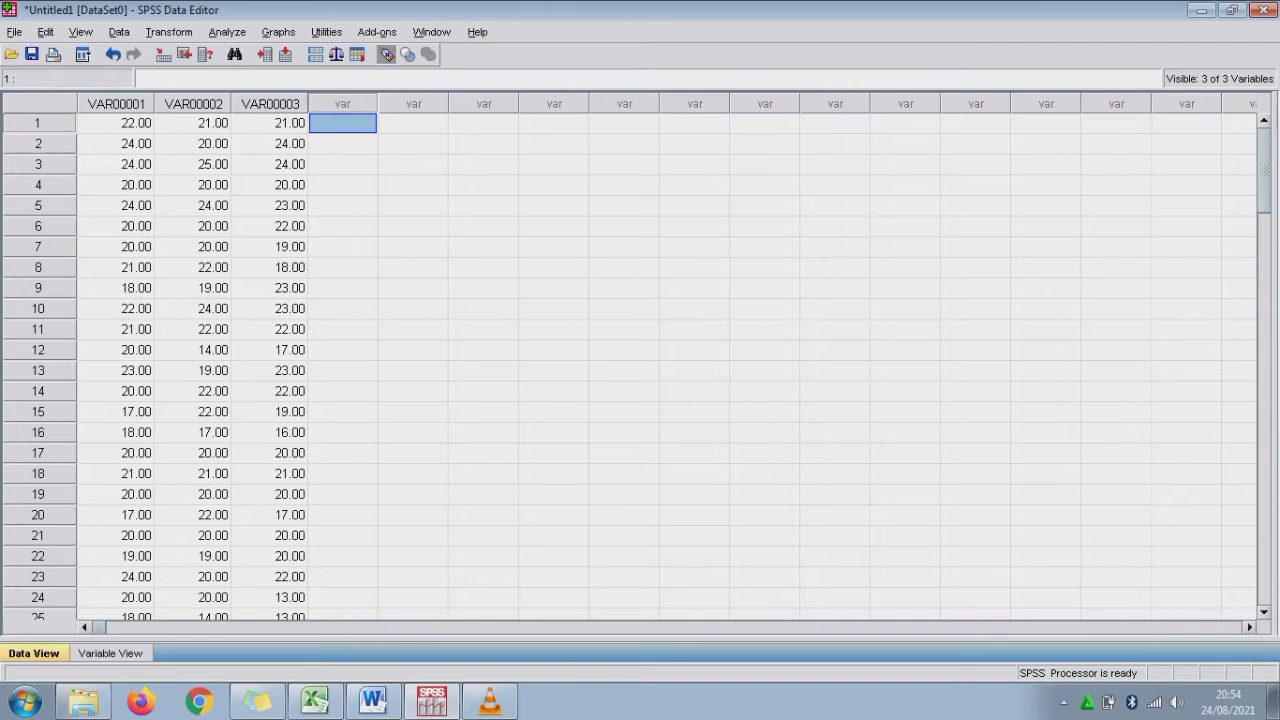 *Untitled1 [DataSet0] - SPSS Data Editor
File Edit View Data Transform Analyze Graphs Utilities Add-ons Window Help
1 : Visible: 3 of 3 Variables
VAR00001 VAR00002 VAR00003 var var var var var var var var var var var var var
1 22.00 21.00 21.00
2 24.00 20.00 24.00
3 24.00 25.00 24.00
4 20.00 20.00 20.00
5 24.00 24.00 23.00
6 20.00 20.00 22.00
7 20.00 20.00 19.00
8 21.00 22.00 18.00
9 18.00 19.00 23.00
10 22.00 24.00 23.00
11 21.00 22.00 22.00
12 20.00 14.00 17.00
13 23.00 19.00 23.00
14 20.00 22.00 22.00
15 17.00 22.00 19.00
16 18.00 17.00 16.00
17 20.00 20.00 20.00
18 21.00 21.00 21.00
19 20.00 20.00 20.00
20 17.00 22.00 17.00
21 20.00 20.00 20.00
22 19.00 19.00 20.00
23 24.00 20.00 22.00
24 20.00 20.00 13.00
25 18.00 14.00 13.00
Data View Variable View
SPSS Processor is ready
SPSS
20:54
24/08/2021